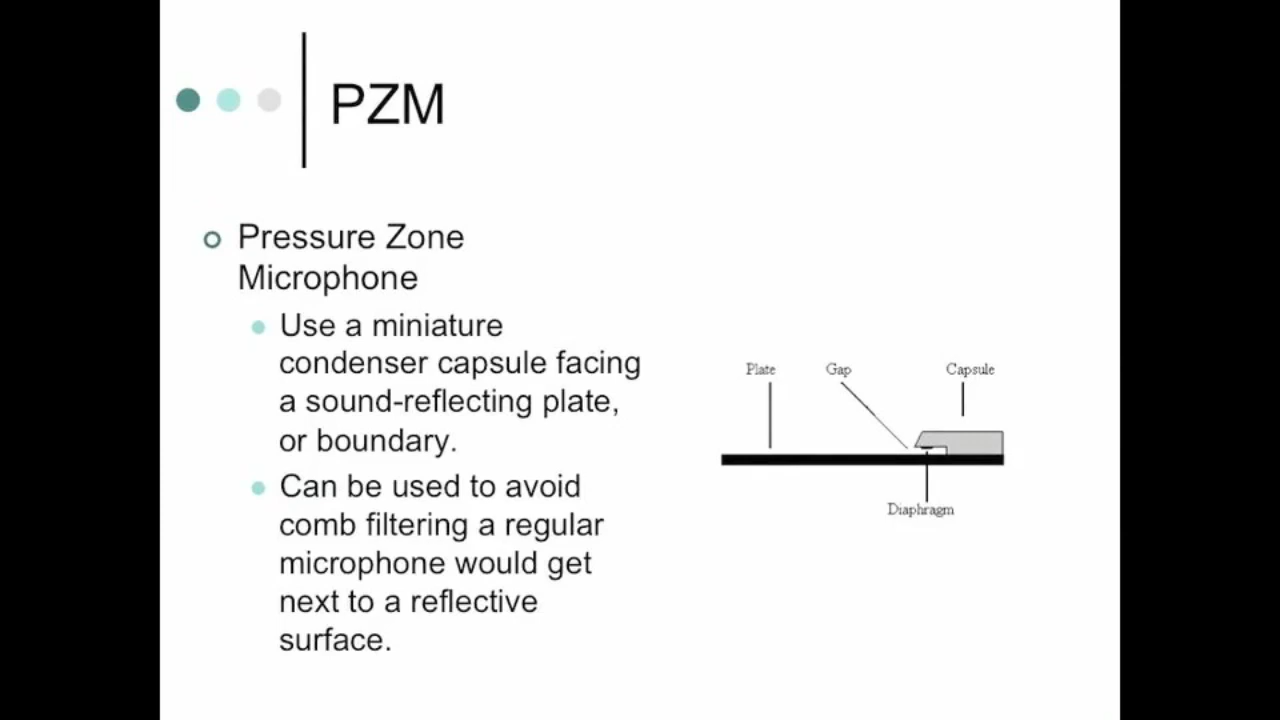 PZM
Pressure Zone
Microphone
Use a miniature
condenser capsule facing
a sound-reflecting plate,
or boundary.
Can be used to avoid
comb filtering a regular
microphone would get
next to a reflective
surface.
Plate Gap Capsule
Diaphragm